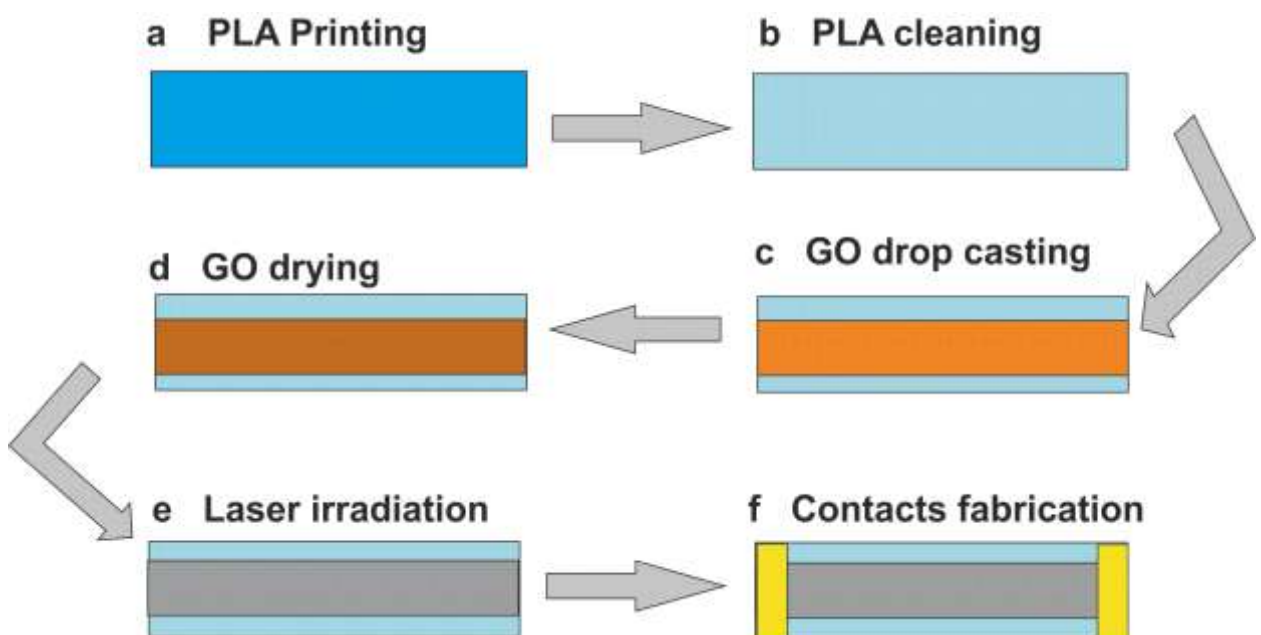 a PLA Printing
b PLA cleaning
c GO drop casting
d GO drying
e Laser irradiation
f Contacts fabrication